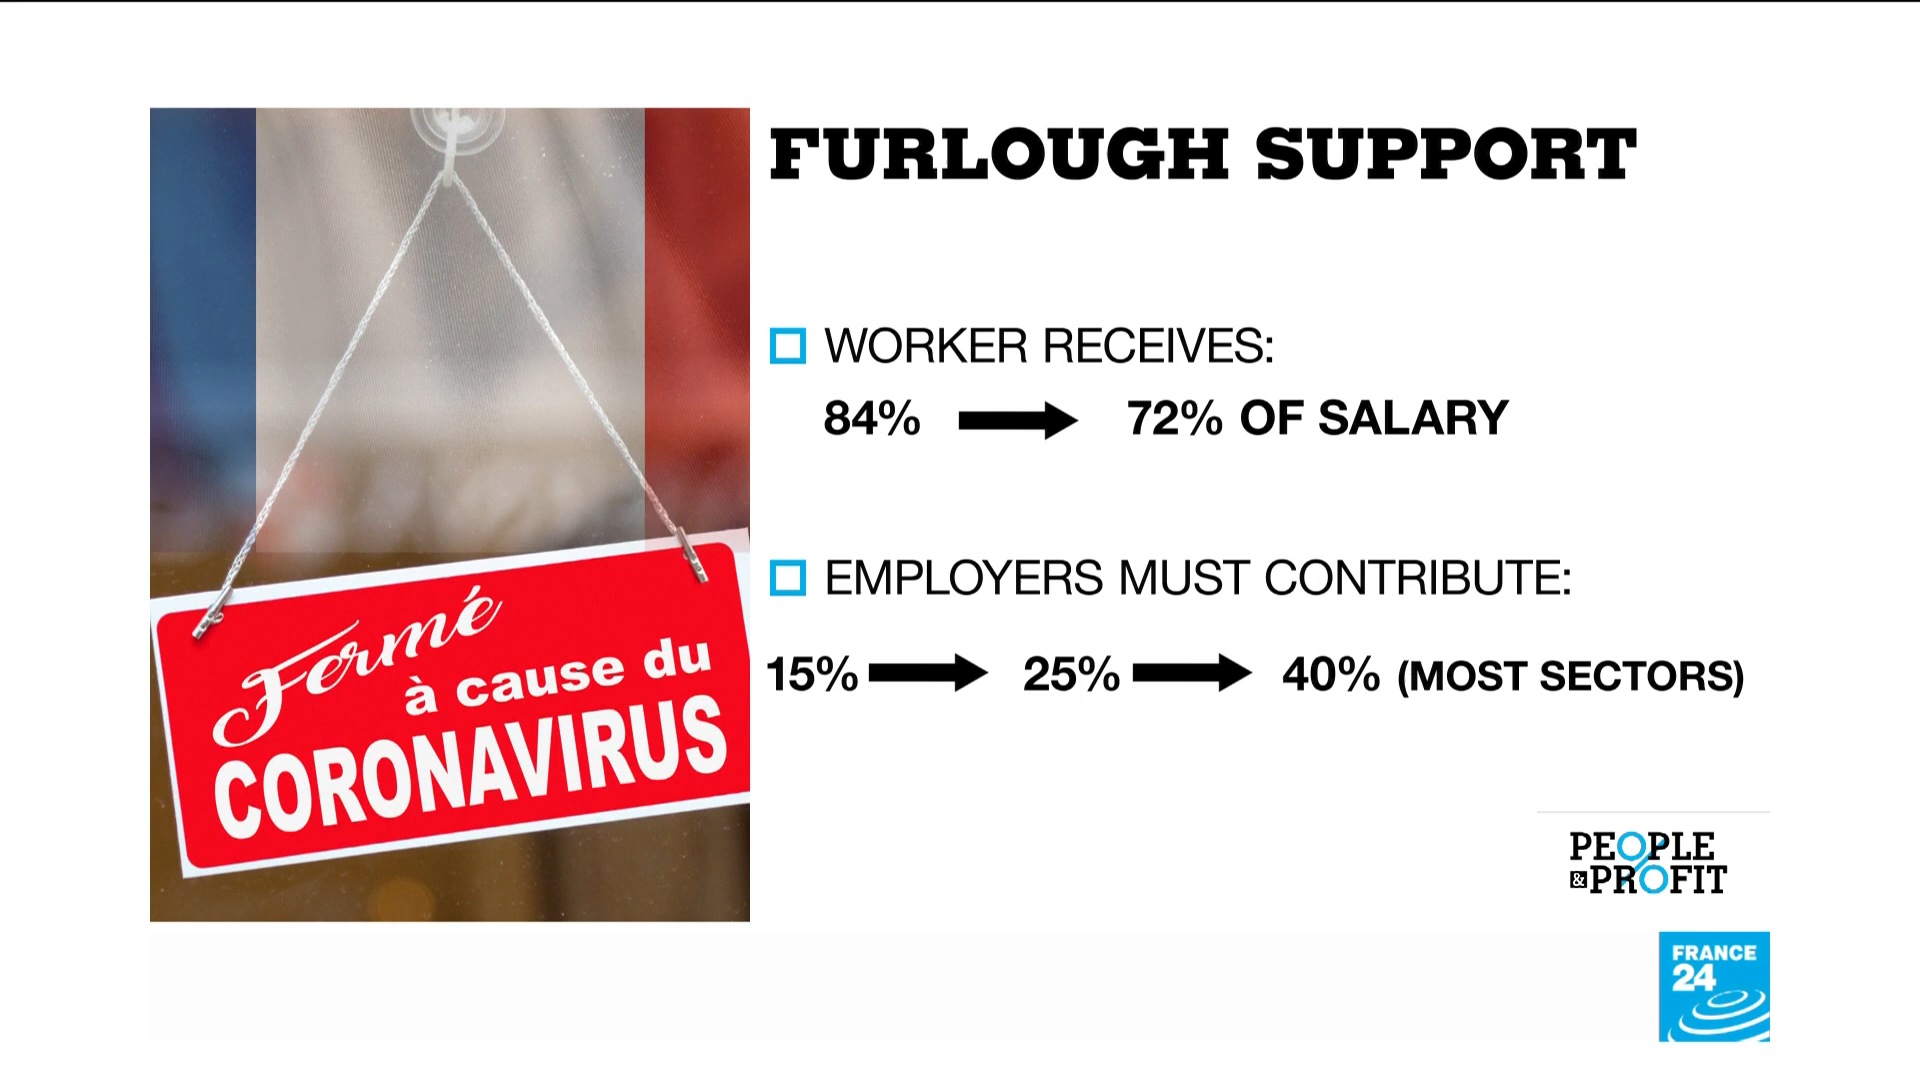 FURLOUGH SUPPORT
WORKER RECEIVES:
84% 72% OF SALARY
EMPLOYERS MUST CONTRIBUTE:
15% 25% 40% (MOST SECTORS)
Fermé
à cause du
CORONAVIRUS
PEOPLE
&PROFIT
FRANCE
24